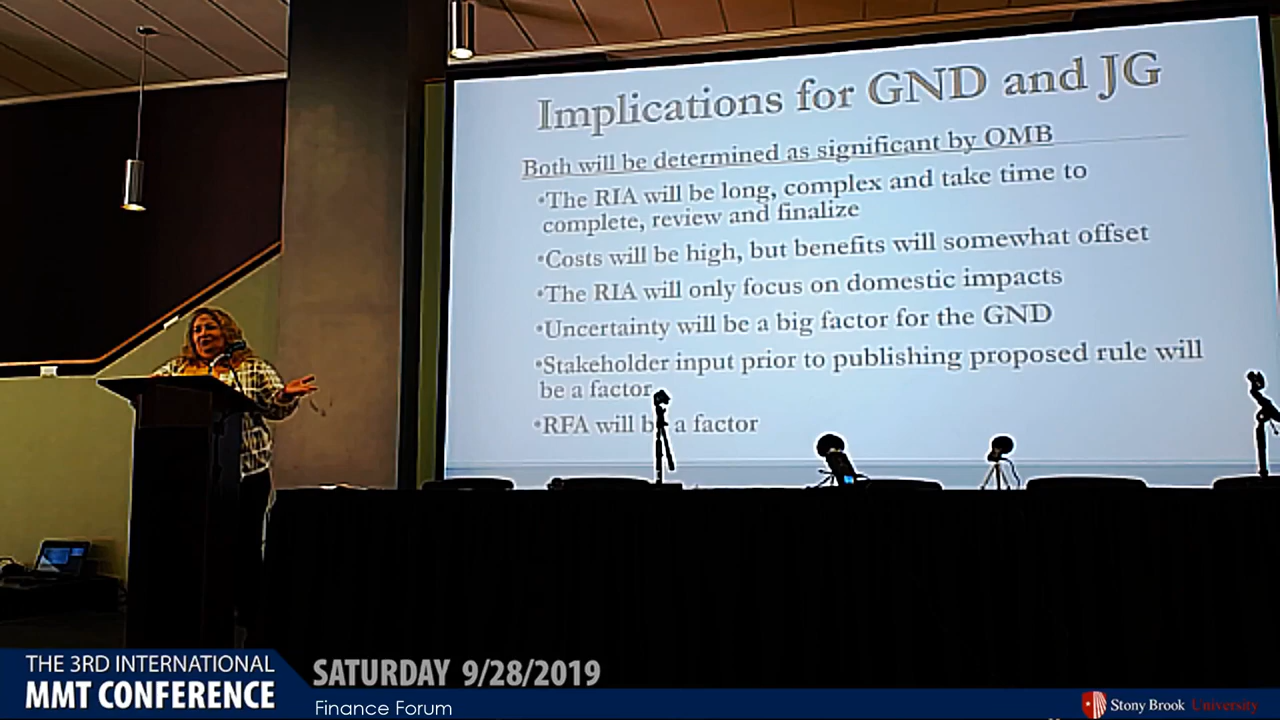 Implications for GND and JG
Both will be determined as significant by OMB
•The RIA will be long, complex and take time to
complete, review and finalize
•Costs will be high, but benefits will somewhat offset
•The RIA will only focus on domestic impacts
•Uncertainty will be a big factor for the GND
•Stakeholder input prior to publishing proposed rule will
be a factor
•RFA will be a factor
THE 3RD INTERNATIONAL
MMT CONFERENCE
SATURDAY 9/28/2019
Finance Forum
Stony Brook University